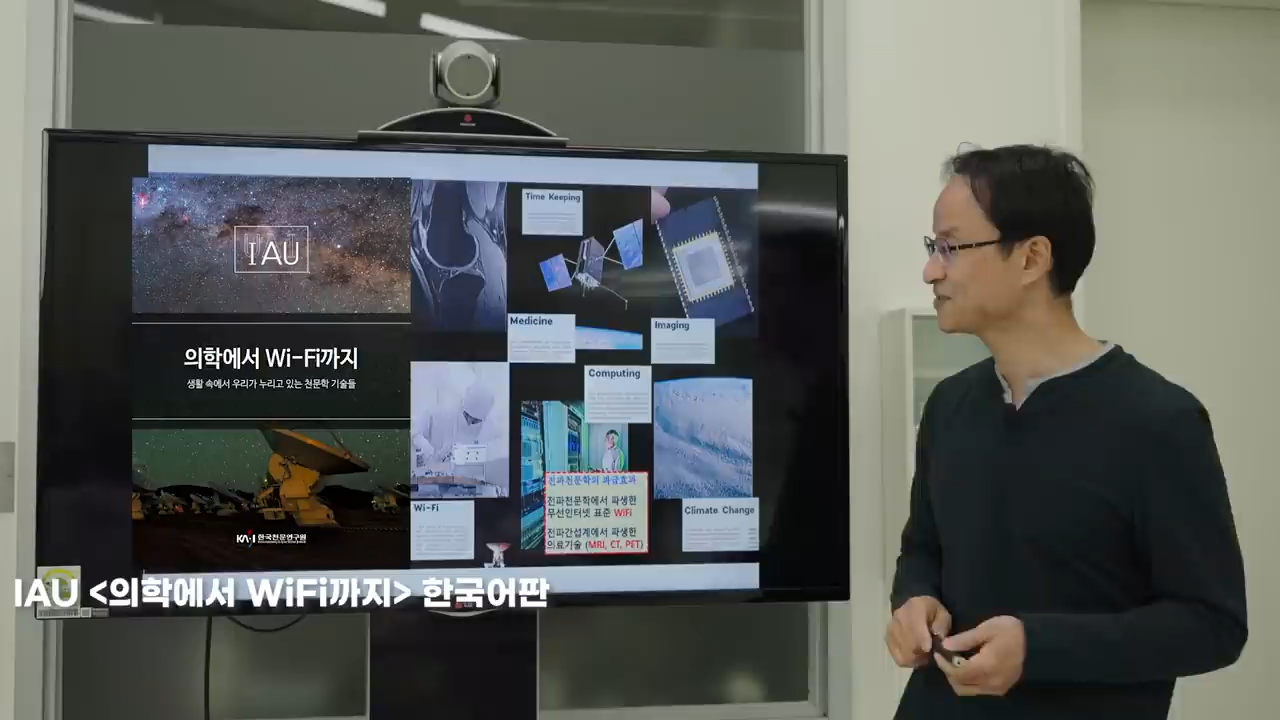 IAU
의학에서 Wi-Fi까지
생활 속에서 우리가 누리고 있는 천문학 기술들
KASI 한국천문연구원
Time Keeping
Medicine
Imaging
Computing
Wi-Fi
전파천문학의 파급효과
전파천문학에서 파생한
무선인터넷 표준 WiFi
전파간섭계에서 파생한
의료기술 (MRI, CT, PET)
Climate Change
IAU <의학에서 WiFi까지> 한국어판